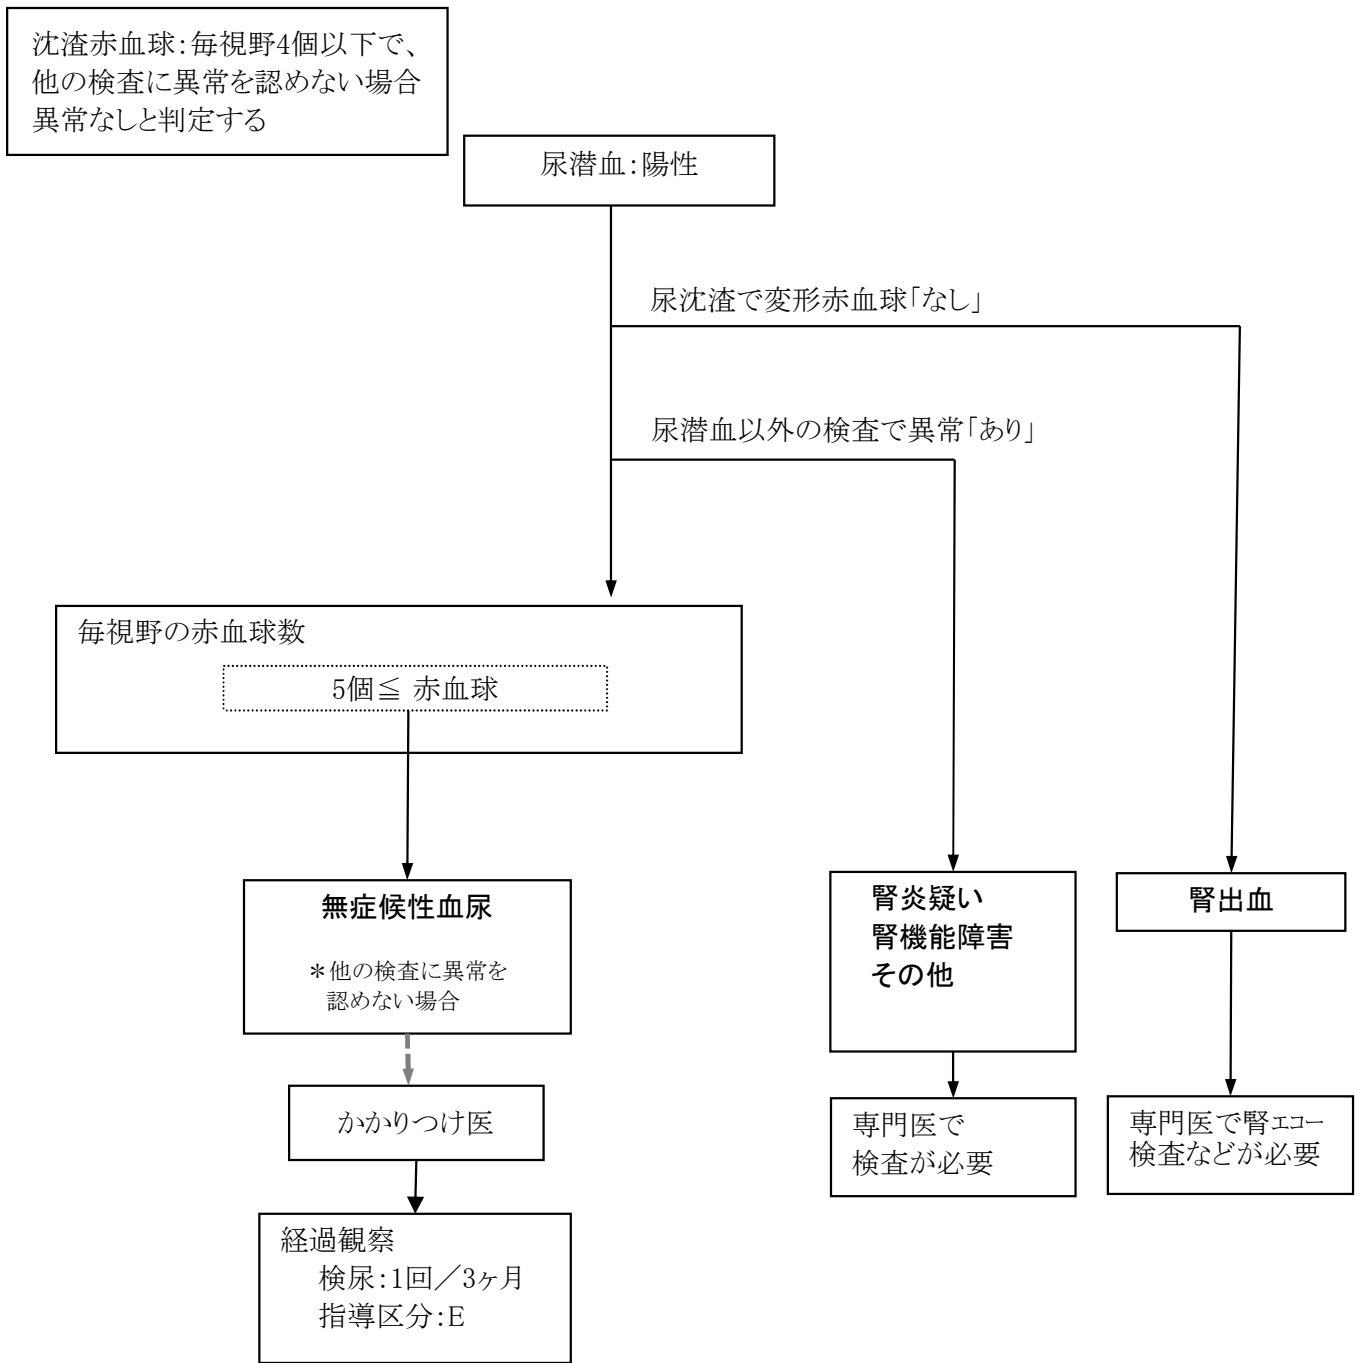 沈渣赤血球:毎視野4個以下で、
他の検査に異常を認めない場合
異常なしと判定する
尿潜血:陽性
尿沈渣で変形赤血球「なし」
尿潜血以外の検査で異常「あり」
毎視野の赤血球数
5個≦ 赤血球
無症候性血尿
＊他の検査に異常を
認めない場合
腎炎疑い
腎機能障害
その他
腎出血
かかりつけ医
専門医で
検査が必要
専門医で腎エコー
検査などが必要
経過観察
検尿:1回／3ヶ月
指導区分:E